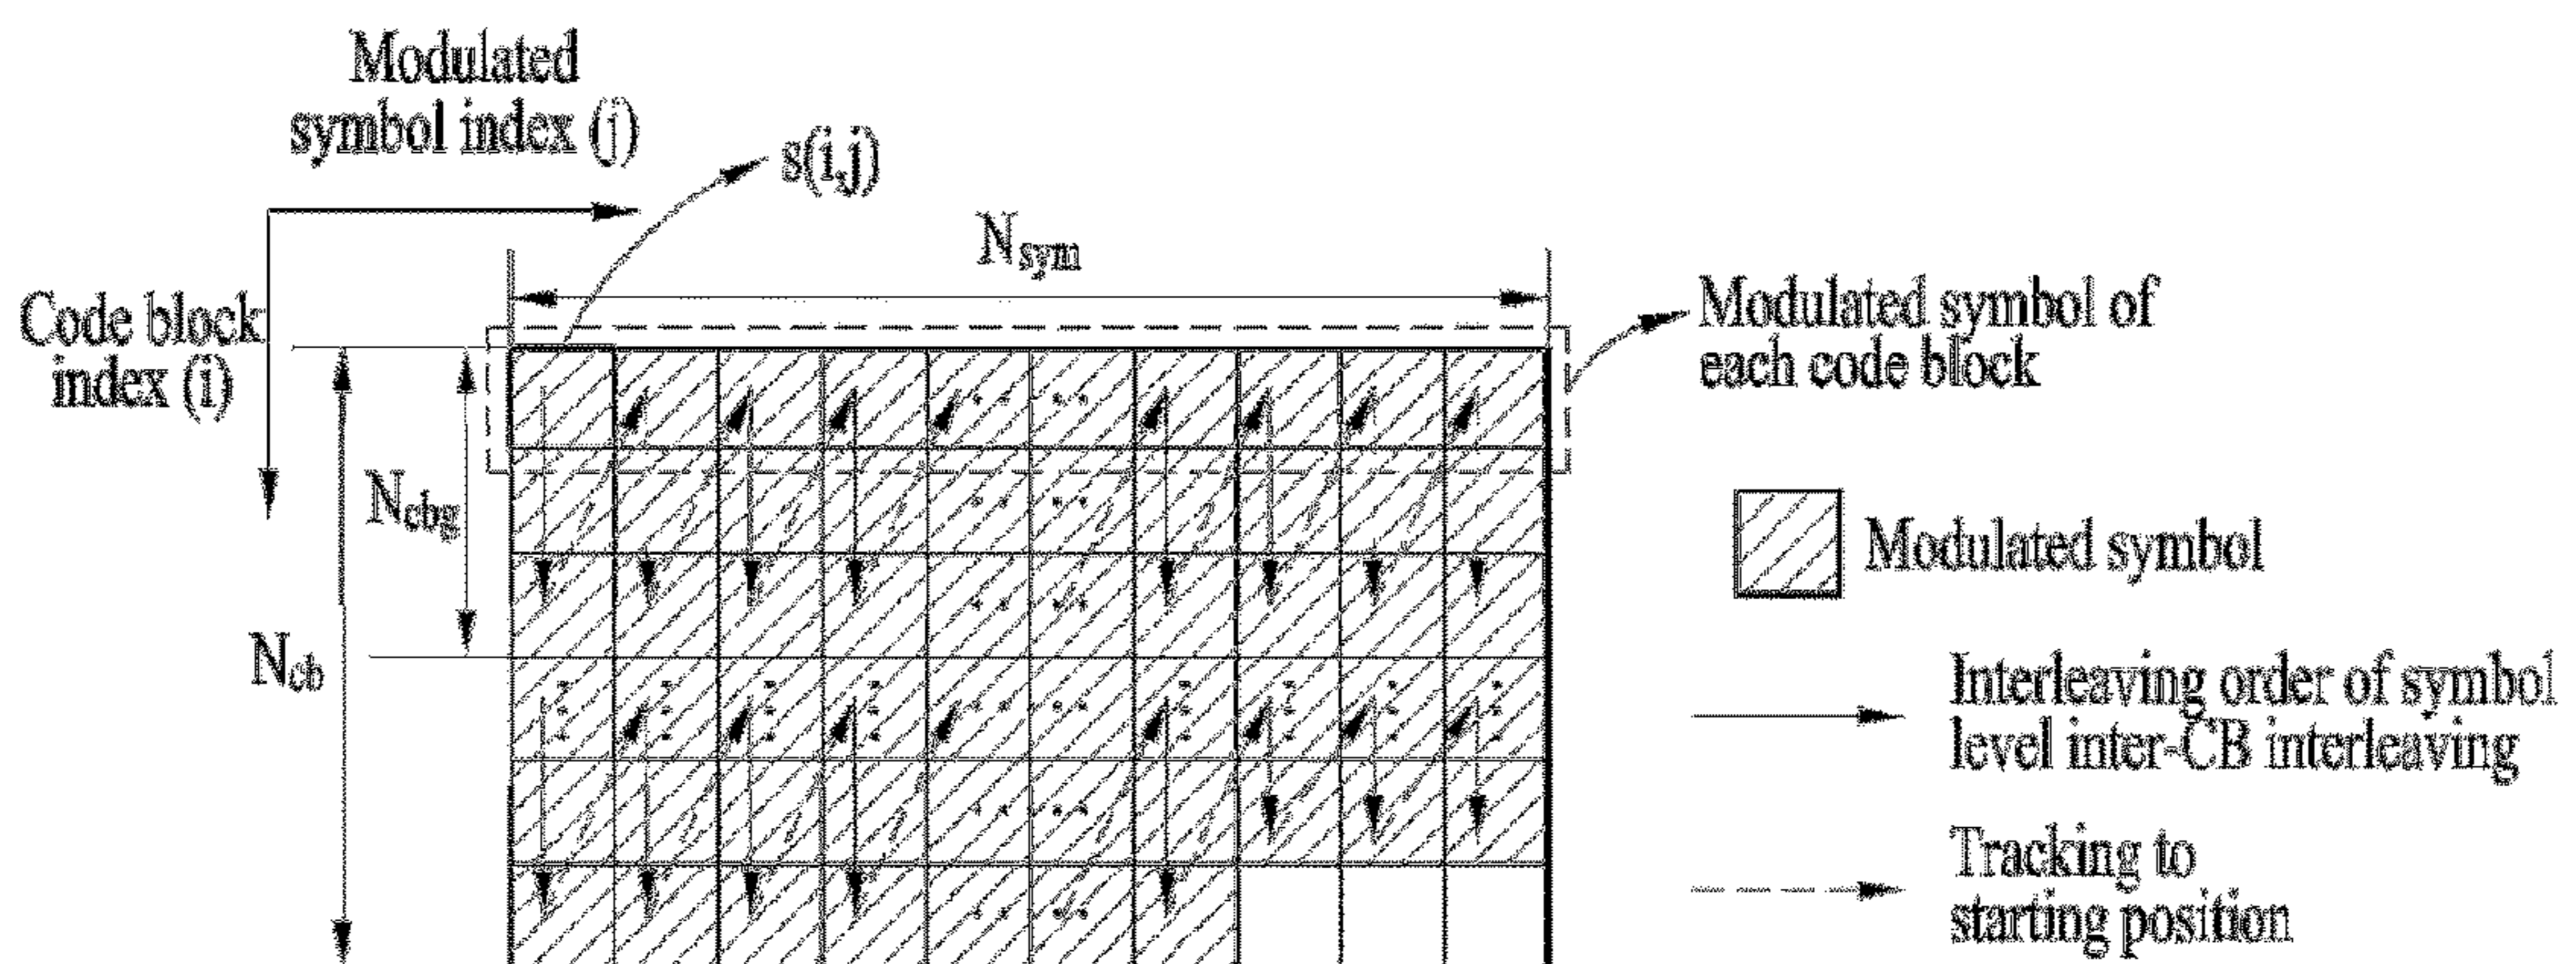 Modulated
symbol index (j)
s(i,j)
Nsym
Code block
index (i)
Modulated symbol of
each code block
Ncbg
Modulated symbol
Ncb
Interleaving order of symbol
level inter-CB interleaving
Tracking to
starting position